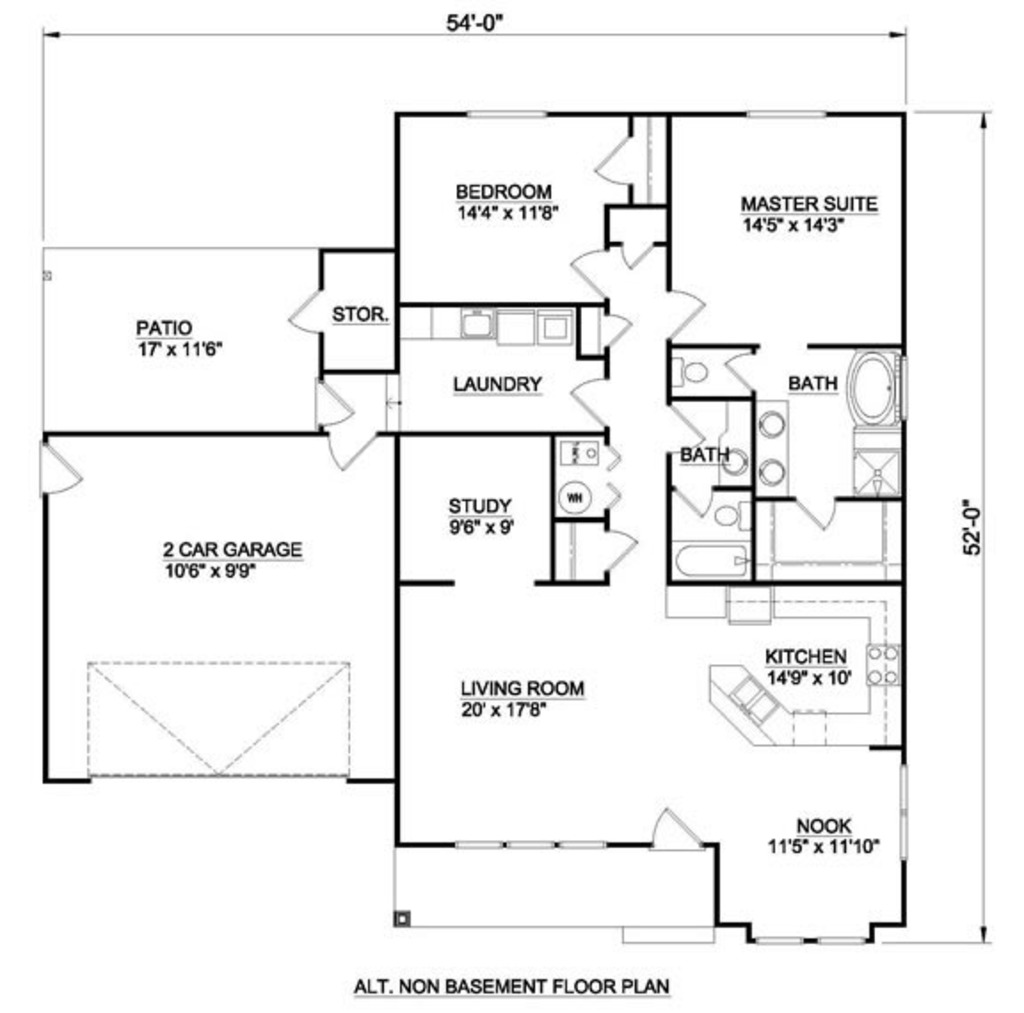 54'-0"
BEDROOM
14'4" x 11'8"
MASTER SUITE
14'5" x 14'3"
STOR.
PATIO
17' x 11'6"
LAUNDRY
BATH
BATH
WH
STUDY
9'6" x 9'
52'-0"
2 CAR GARAGE
10'6" x 9'9"
KITCHEN
14'9" x 10'
LIVING ROOM
20' x 17'8"
NOOK
11'5" x 11'10"
ALT. NON BASEMENT FLOOR PLAN